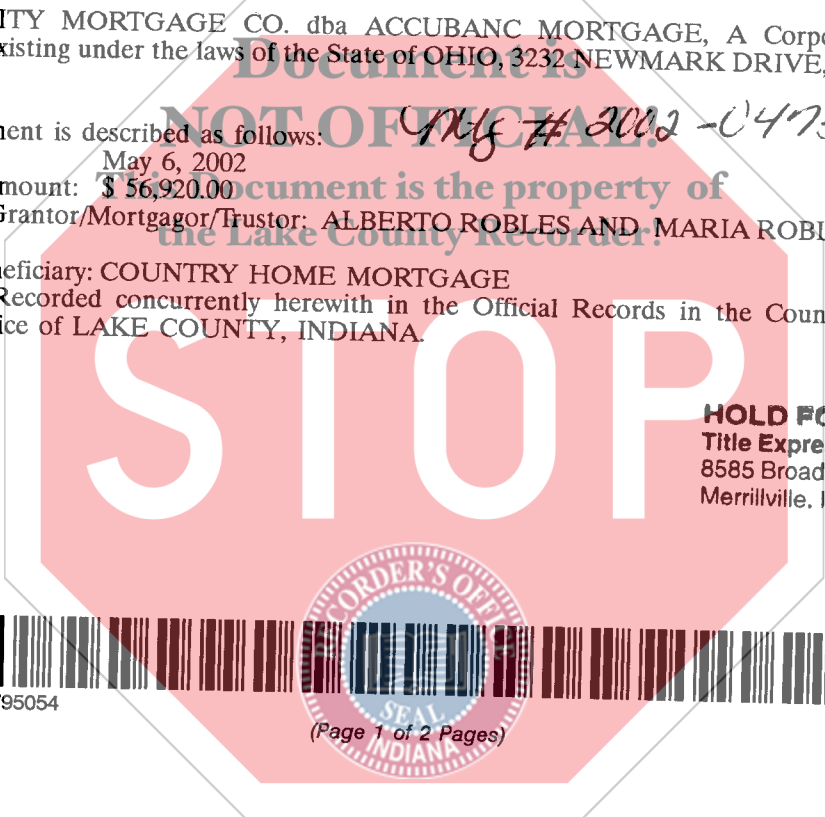 ITY MORTGAGE CO. dba ACCUBANC MORTGAGE, A Corpo
xisting under the laws of the State of OHIO, 3232 NEWMARK DRIVE,
Document is
NOT OFFICIAL!
# 2002 -047
ment is described as follows:
May 6, 2002
mount: $ 56,920.00
This Document is the property of
Grantor/Mortgagor/Trustor: ALBERTO ROBLES AND MARIA ROBL
the Lake County Recorder!
neficiary: COUNTRY HOME MORTGAGE
Recorded concurrently herewith in the Official Records in the Coun
ice of LAKE COUNTY, INDIANA.
STOP
HOLD FO
Title Expre
8585 Broad
Merrillville, I
RECORDER'S OFFICE
SEAL
INDIANA
95054
(Page 1 of 2 Pages)